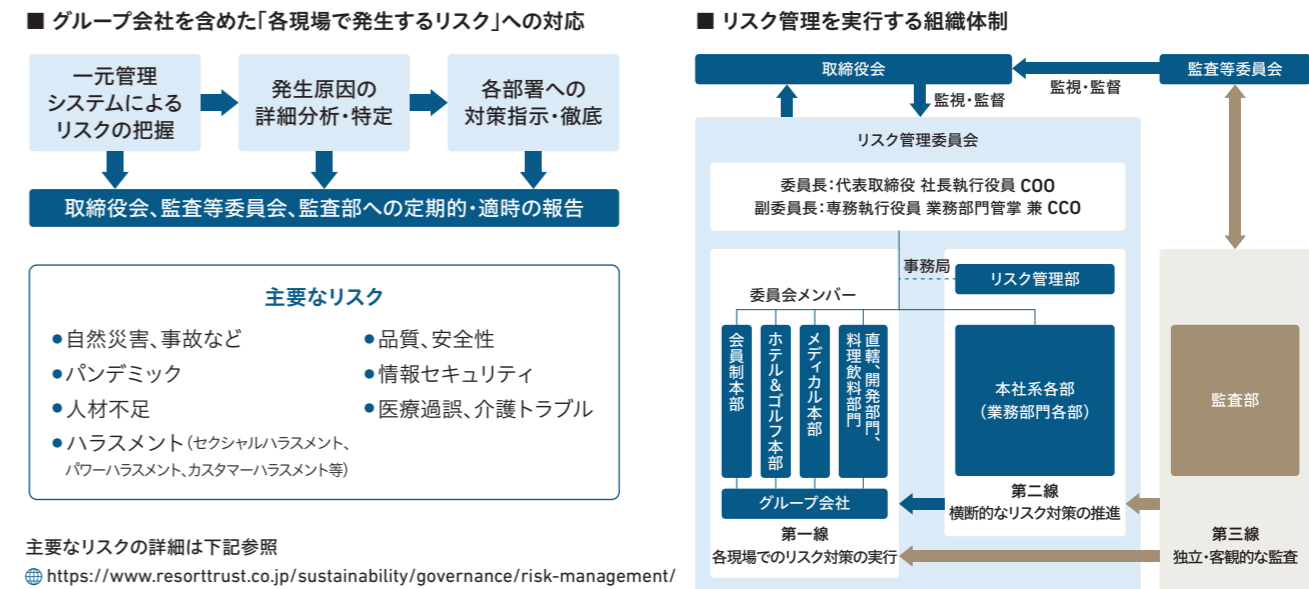 ■ グループ会社を含めた「各現場で発生するリスク」への対応
一元管理
システムによる
リスクの把握
発生原因の
詳細分析・特定
各部署への
対策指示・徹底
取締役会、監査等委員会、監査部への定期的・適時の報告
主要なリスク
●自然災害、事故など
●パンデミック
●人材不足
●ハラスメント（セクシャルハラスメント、
パワーハラスメント、カスタマーハラスメント等）
●品質、安全性
●情報セキュリティ
●医療過誤、介護トラブル
主要なリスクの詳細は下記参照
https://www.resorttrust.co.jp/sustainability/governance/risk-management/
■ リスク管理を実行する組織体制
取締役会
監視・監督
監査等委員会
監視・監督
リスク管理委員会
委員長：代表取締役 社長執行役員 COO
副委員長：専務執行役員 業務部門管掌 兼 CCO
事務局
リスク管理部
委員会メンバー
会員制本部
ホテル&ゴルフ本部
メディカル本部
直轄、開発部門、
料理飲料部門
本社系各部
（業務部門各部）
監査部
グループ会社
第一線
各現場でのリスク対策の実行
第二線
横断的なリスク対策の推進
第三線
独立・客観的な監査